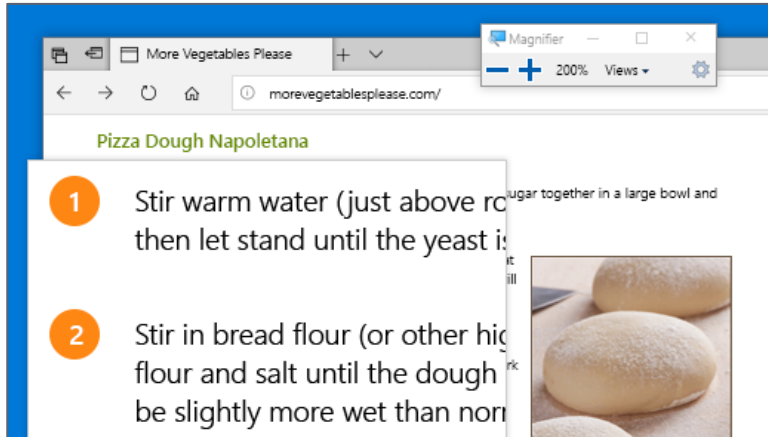 More Vegetables Please
Magnifier
200% Views
morevegetablesplease.com/
Pizza Dough Napoletana
1 Stir warm water (just above ro
sugar together in a large bowl and
then let stand until the yeast is
2 Stir in bread flour (or other hig
flour and salt until the dough
be slightly more wet than norr